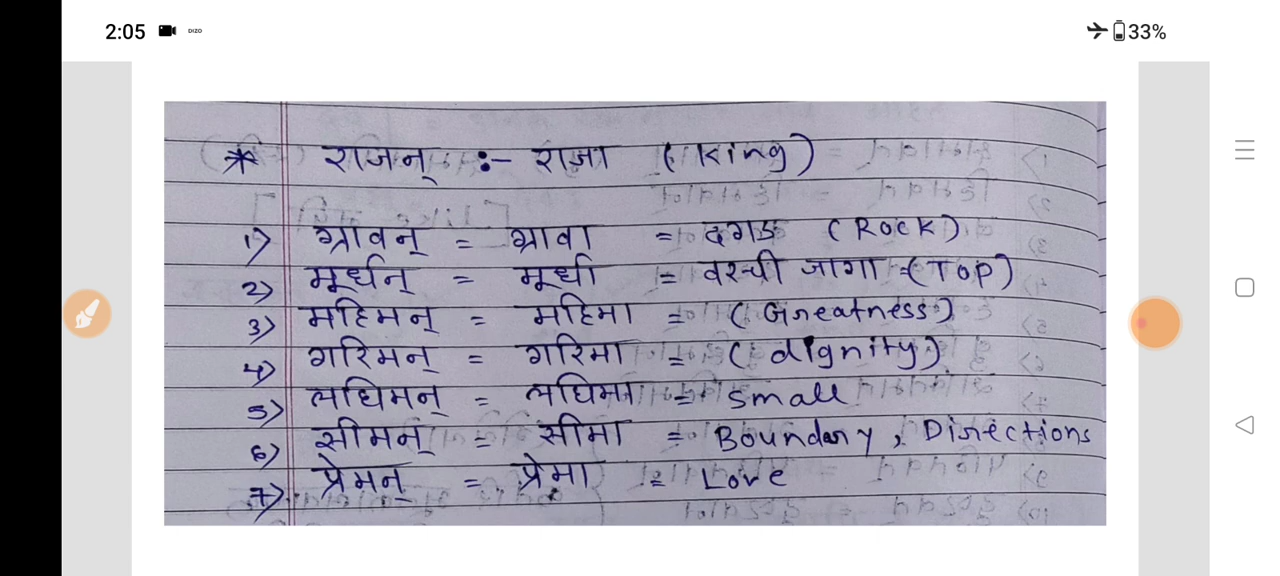 2:05 DIZO 33%
* राजन् :- राजा (King)
1) ग्रावन् = ग्रावा = दगड (Rock)
2) मूर्धन् = मूर्धा = वरची जागा = (Top)
3) महिमन् = महिमा = (Greatness)
4) गरिमन् = गरिमा = (dignity)
5) लघिमन् = लघिमा = Small
6) सीमन् = सीमा = Boundary, Directions
7) प्रेमन् = प्रेमा = Love